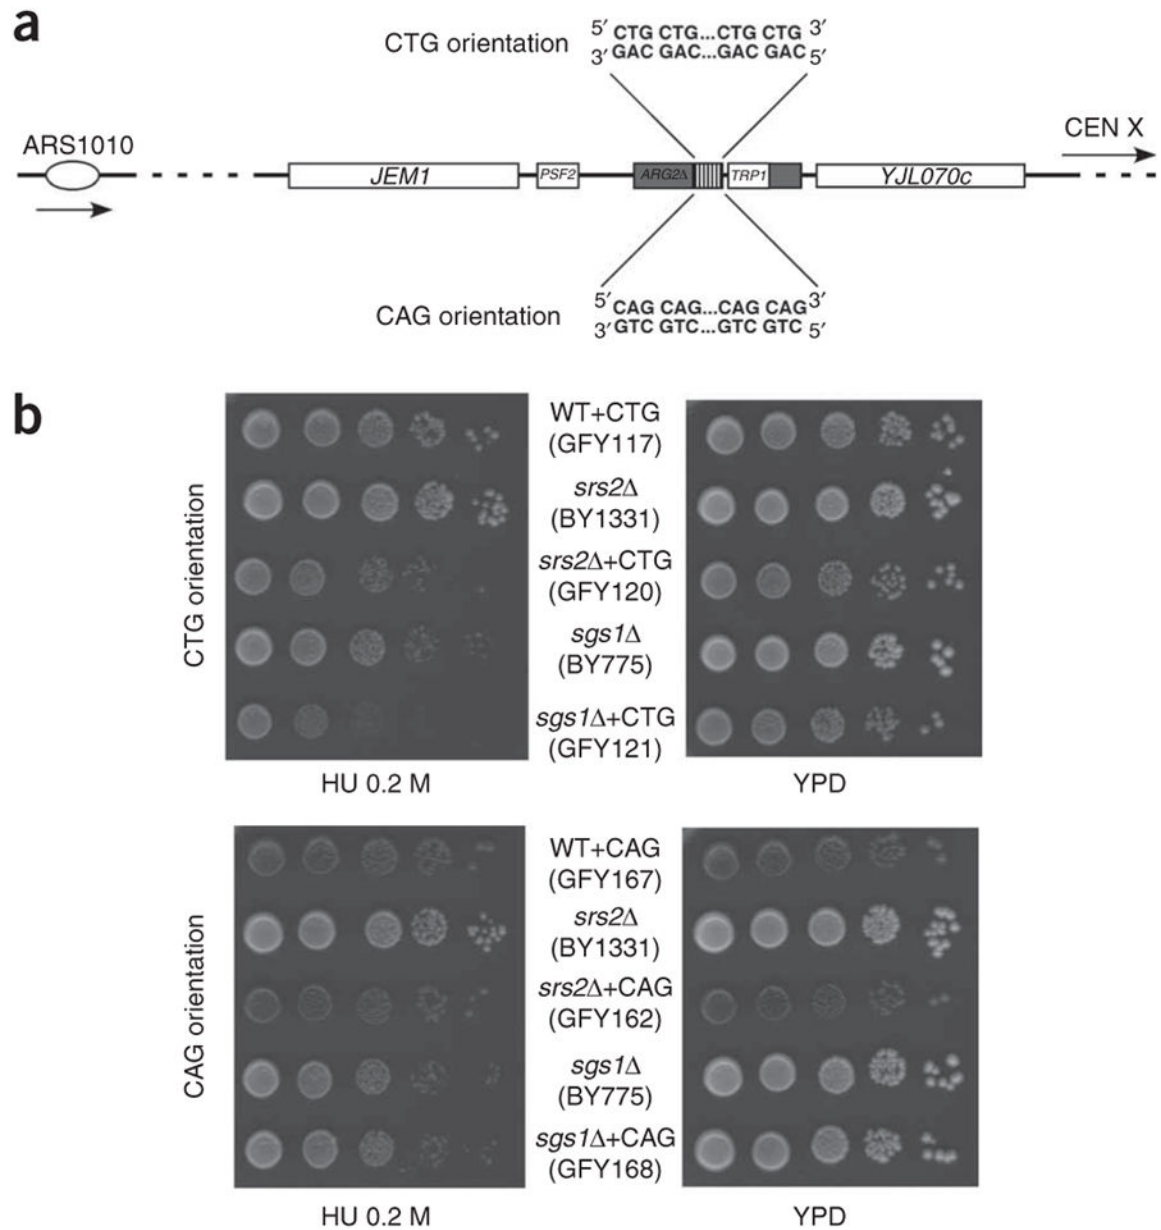 a
CTG orientation
5′ CTG CTG...CTG CTG 3′
3′ GAC GAC...GAC GAC 5′
ARS1010
CEN X
JEM1
PSF2
ARG2Δ
TRP1
YJL070c
CAG orientation
5′ CAG CAG...CAG CAG 3′
3′ GTC GTC...GTC GTC 5′
b
CTG orientation
WT+CTG
(GFY117)
srs2Δ
(BY1331)
srs2Δ+CTG
(GFY120)
sgs1Δ
(BY775)
sgs1Δ+CTG
(GFY121)
HU 0.2 M
YPD
CAG orientation
WT+CAG
(GFY167)
srs2Δ
(BY1331)
srs2Δ+CAG
(GFY162)
sgs1Δ
(BY775)
sgs1Δ+CAG
(GFY168)
HU 0.2 M
YPD